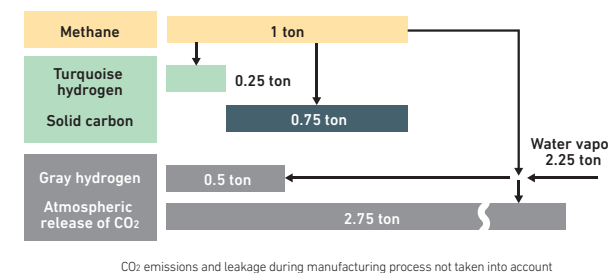 Methane
1 ton
Turquoise
hydrogen
0.25 ton
Solid carbon
0.75 ton
Water vapo
2.25 ton
Gray hydrogen
0.5 ton
Atmospheric
release of CO2
2.75 ton
CO2 emissions and leakage during manufacturing process not taken into account